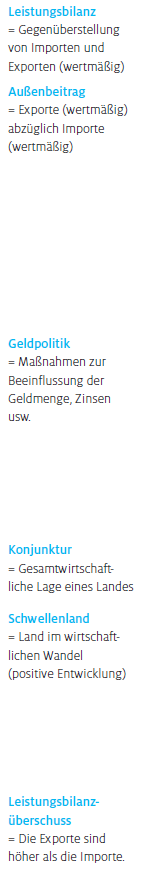 Leistungsbilanz
= Gegenüberstellung
von Importen und
Exporten (wertmäßig)
Außenbeitrag
= Exporte (wertmäßig)
abzüglich Importe
(wertmäßig)
Geldpolitik
= Maßnahmen zur
Beeinflussung der
Geldmenge, Zinsen
usw.
Konjunktur
= Gesamtwirtschaft-
liche Lage eines Landes
Schwellenland
= Land im wirtschaft-
lichen Wandel
(positive Entwicklung)
Leistungsbilanz-
überschuss
= Die Exporte sind
höher als die Importe.